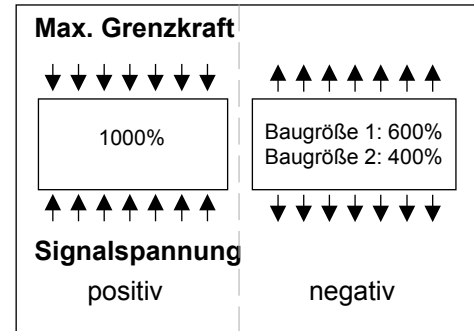 Max. Grenzkraft
1000%
Baugröße 1: 600%
Baugröße 2: 400%
Signalspannung
positiv
negativ